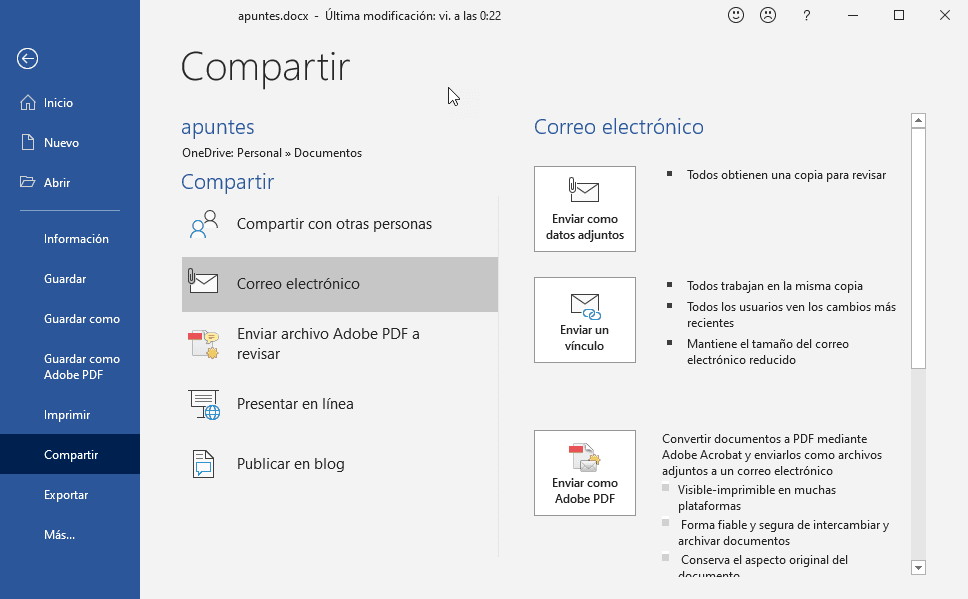 apuntes.docx - Última modificación: vi. a las 0:22
?
Inicio
Nuevo
Abrir
Información
Guardar
Guardar como
Guardar como
Adobe PDF
Imprimir
Compartir
Exportar
Más...
Compartir
apuntes
OneDrive: Personal » Documentos
Compartir
Compartir con otras personas
Correo electrónico
Enviar archivo Adobe PDF a
revisar
Presentar en línea
Publicar en blog
Correo electrónico
Enviar como
datos adjuntos
Todos obtienen una copia para revisar
Enviar un
vínculo
Todos trabajan en la misma copia
Todos los usuarios ven los cambios más
recientes
Mantiene el tamaño del correo
electrónico reducido
Enviar como
Adobe PDF
Convertir documentos a PDF mediante
Adobe Acrobat y enviarlos como archivos
adjuntos a un correo electrónico
Visible-imprimible en muchas
plataformas
Forma fiable y segura de intercambiar y
archivar documentos
Conserva el aspecto original del
documento